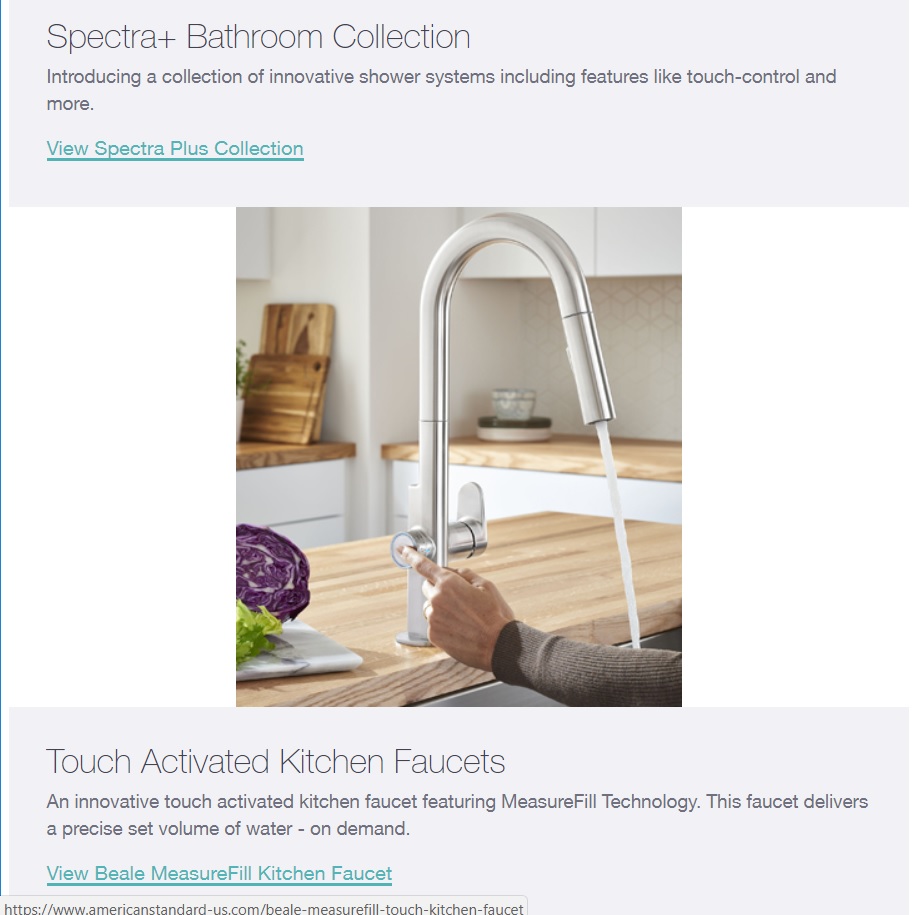 Spectra+ Bathroom Collection
Introducing a collection of innovative shower systems including features like touch-control and
more.
View Spectra Plus Collection
Touch Activated Kitchen Faucets
An innovative touch activated kitchen faucet featuring MeasureFill Technology. This faucet delivers
a precise set volume of water - on demand.
View Beale MeasureFill Kitchen Faucet
https://www.americanstandard-us.com/beale-measurefill-touch-kitchen-faucet